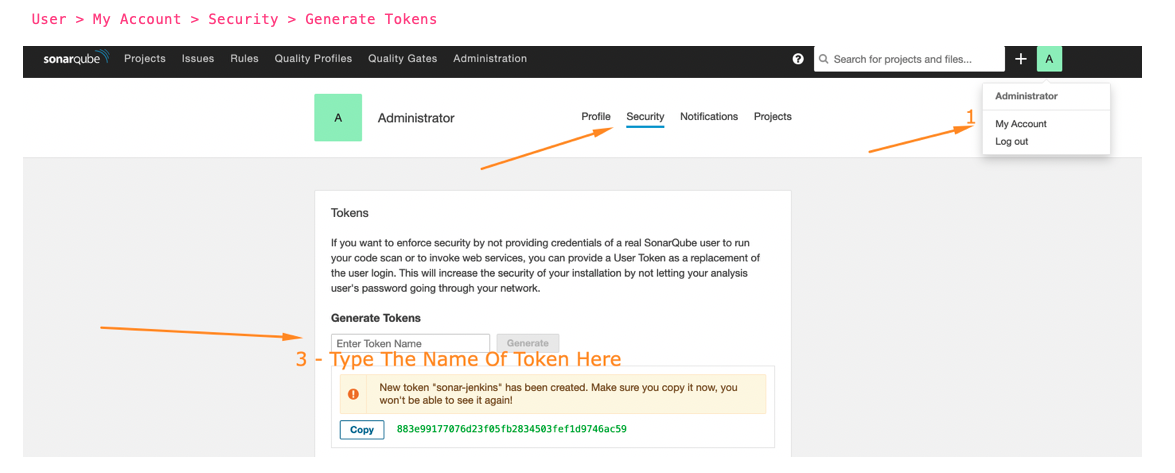 User > My Account > Security > Generate Tokens
sonarqube Projects Issues Rules Quality Profiles Quality Gates Administration ? Search for projects and files... + A
Administrator
A Administrator Profile Security Notifications Projects
1 My Account
Log out
Tokens
If you want to enforce security by not providing credentials of a real SonarQube user to run
your code scan or to invoke web services, you can provide a User Token as a replacement of
the user login. This will increase the security of your installation by not letting your analysis
user's password going through your network.
Generate Tokens
Enter Token Name Generate
3 - Type The Name Of Token Here
New token "sonar-jenkins" has been created. Make sure you copy it now, you
won't be able to see it again!
Copy 883e99177076d23f05fb2834503fef1d9746ac59